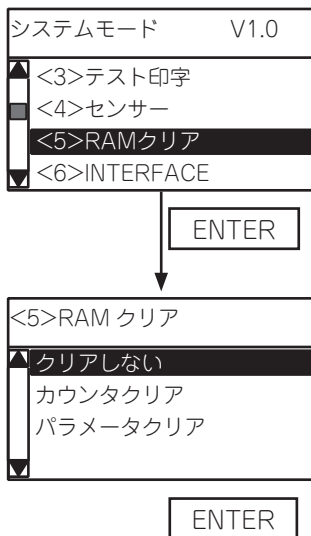 システムモード V1.0
<3>テスト印字
<4>センサー
<5>RAMクリア
<6>INTERFACE
ENTER
<5>RAM クリア
クリアしない
カウンタクリア
パラメータクリア
ENTER